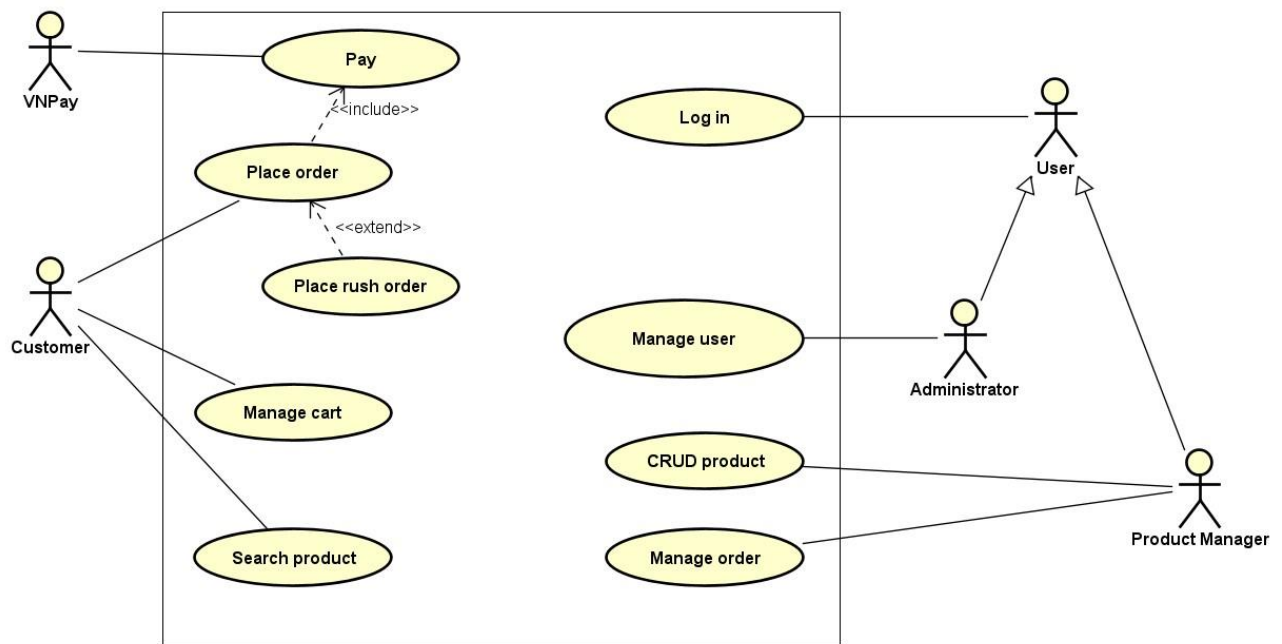 VNPay
Pay
<<include>>
Log in
User
Place order
<<extend>>
Place rush order
Customer
Manage user
Administrator
Manage cart
CRUD product
Product Manager
Search product
Manage order